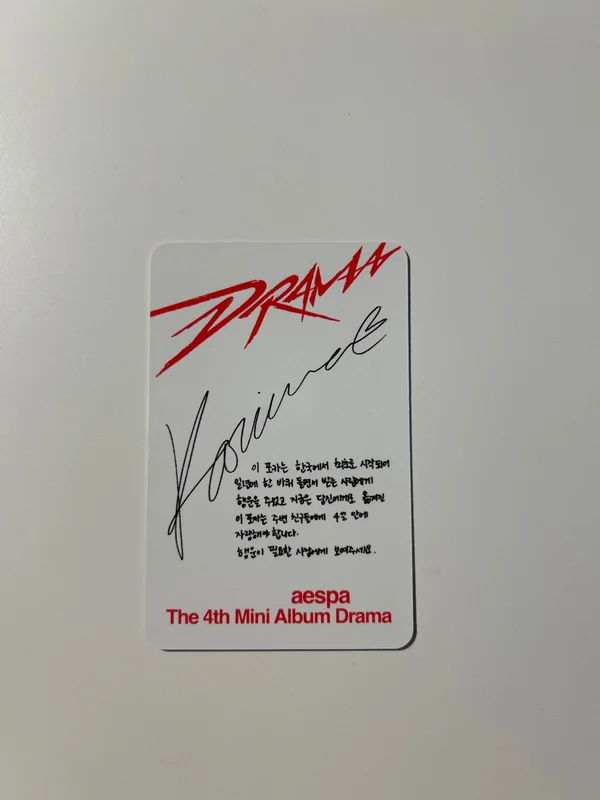 DRAMA
Karina
이 포카는 한국에서 최초로 시작되어
일년에 한 바퀴 돌면서 받는 사람에게
행운을 주었고 지금은 당신에게로 옮겨진
이 포카는 주변 친구들에게 4일 안에
자랑해야 합니다.
행운이 필요한 사람에게 보여주세요.
aespa
The 4th Mini Album Drama